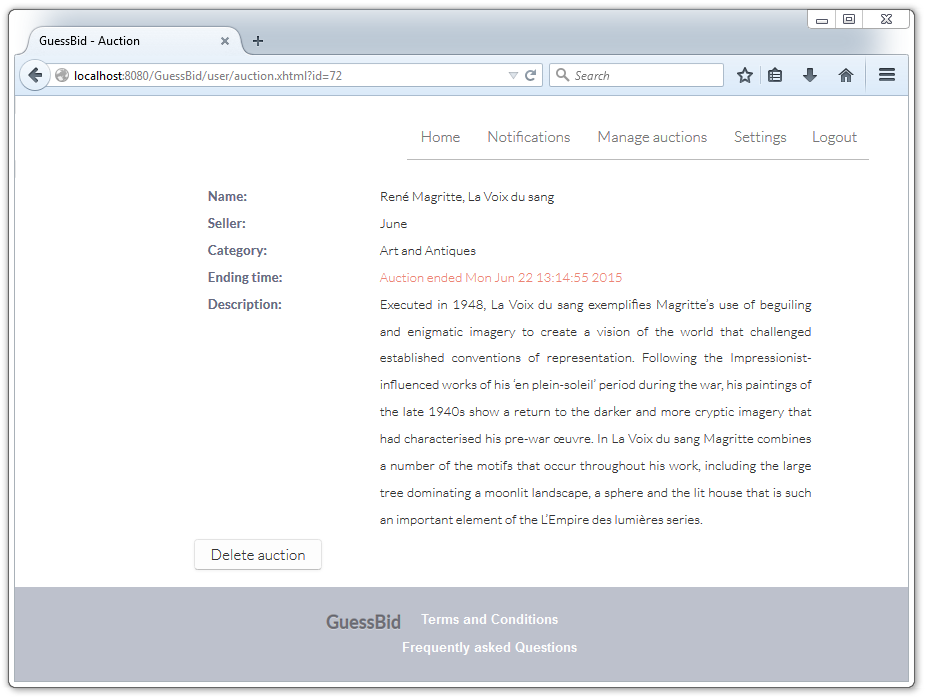 GuessBid - Auction
localhost:8080/GuessBid/user/auction.xhtml?id=72
Search
Home Notifications Manage auctions Settings Logout
Name: René Magritte, La Voix du sang
Seller: June
Category: Art and Antiques
Ending time: Auction ended Mon Jun 22 13:14:55 2015
Description: Executed in 1948, La Voix du sang exemplifies Magritte's use of beguiling
and enigmatic imagery to create a vision of the world that challenged
established conventions of representation. Following the Impressionist-
influenced works of his 'en plein-soleil' period during the war, his paintings of
the late 1940s show a return to the darker and more cryptic imagery that
had characterised his pre-war œuvre. In La Voix du sang Magritte combines
a number of the motifs that occur throughout his work, including the large
tree dominating a moonlit landscape, a sphere and the lit house that is such
an important element of the L'Empire des lumières series.
Delete auction
GuessBid Terms and Conditions
Frequently asked Questions